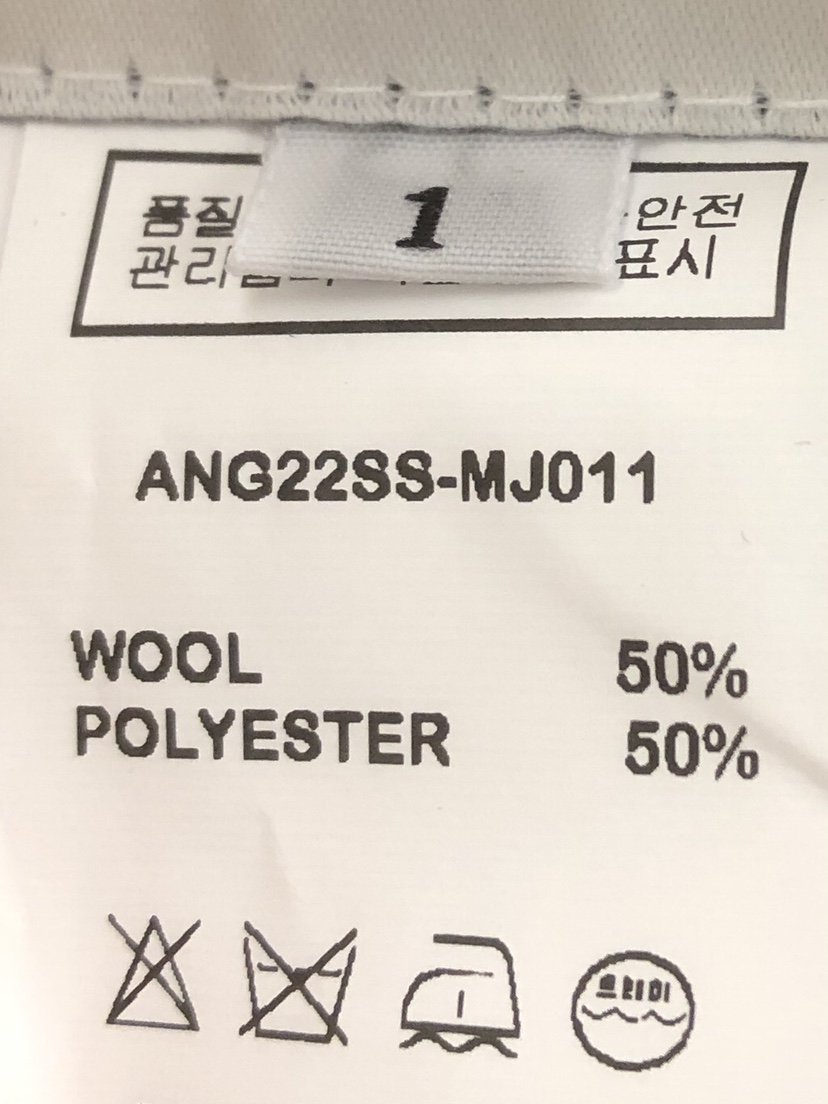 1
품질
안전
관리
표시
ANG22SS-MJ011
WOOL 50%
POLYESTER 50%
드라이